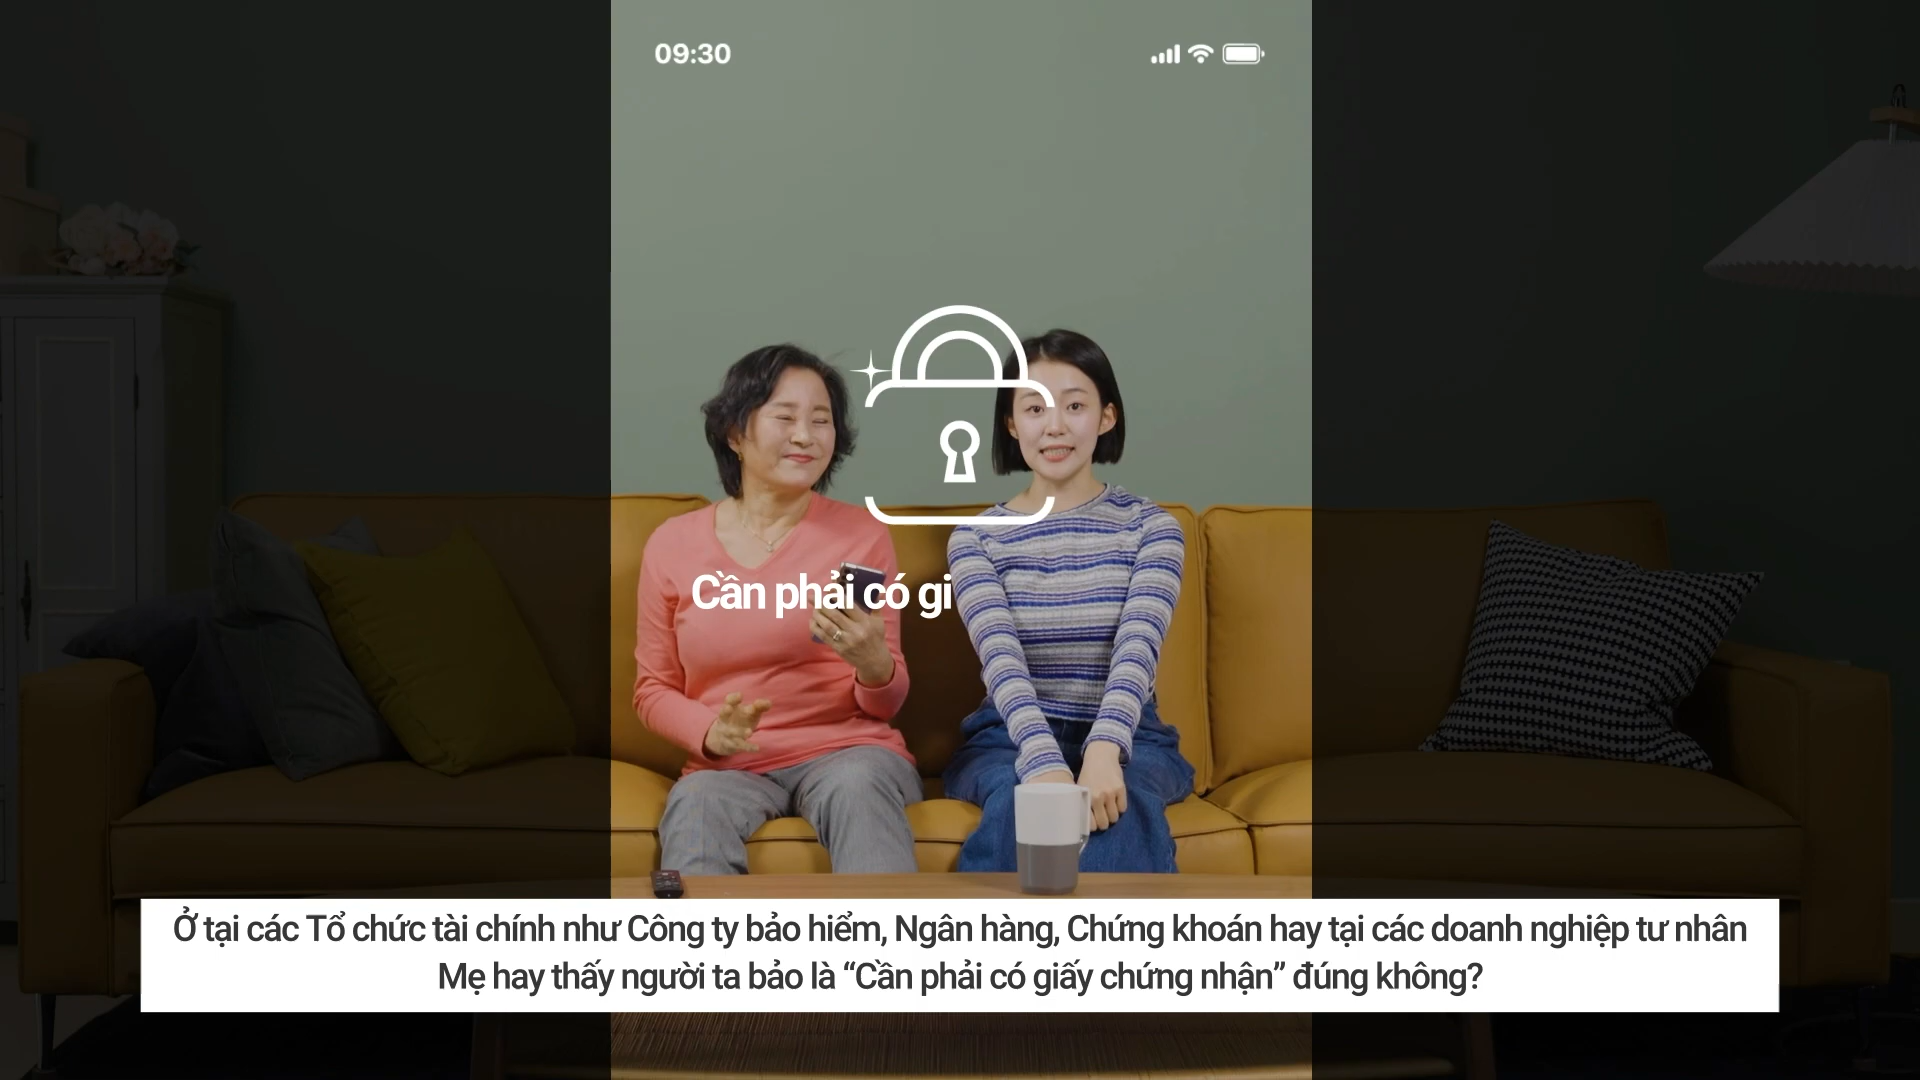 09:30
Cần phải có gi
Ở tại các Tổ chức tài chính như Công ty bảo hiểm, Ngân hàng, Chứng khoán hay tại các doanh nghiệp tư nhân
Mẹ hay thấy người ta bảo là “Cần phải có giấy chứng nhận” đúng không?